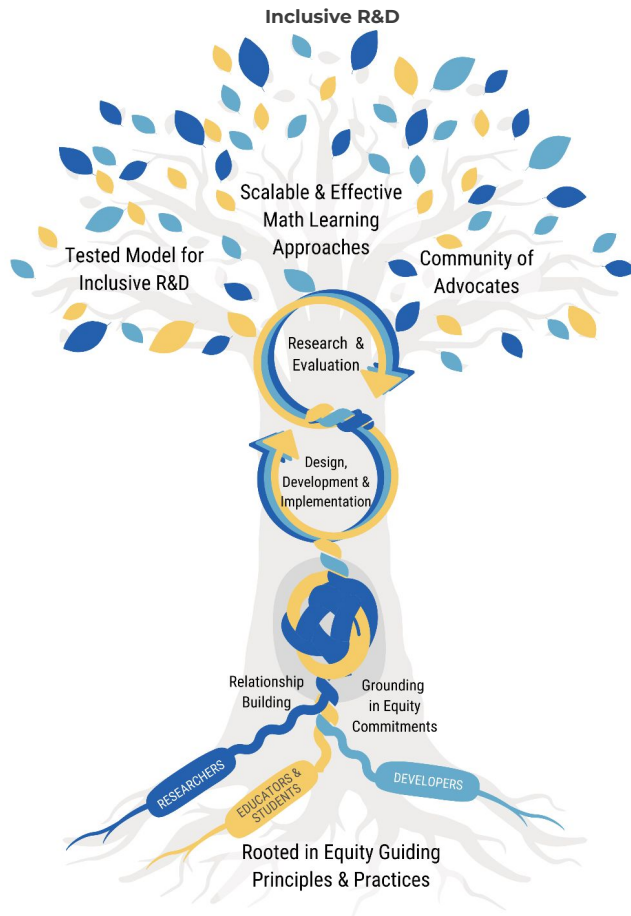 Inclusive R&D
Scalable & Effective
Math Learning
Approaches
Tested Model for
Inclusive R&D
Community of
Advocates
Research &
Evaluation
Design,
Development &
Implementation
Relationship
Building
Grounding
in Equity
Commitments
RESEARCHERS
EDUCATORS &
STUDENTS
DEVELOPERS
Rooted in Equity Guiding
Principles & Practices